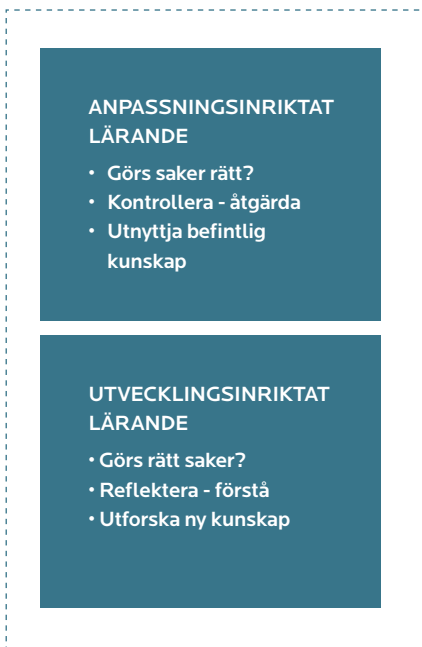 ANPASSNINGSINRIKTAT
LÄRANDE
• Görs saker rätt?
• Kontrollera - åtgärda
• Utnyttja befintlig
kunskap
UTVECKLINGSINRIKTAT
LÄRANDE
• Görs rätt saker?
• Reflektera - förstå
• Utforska ny kunskap